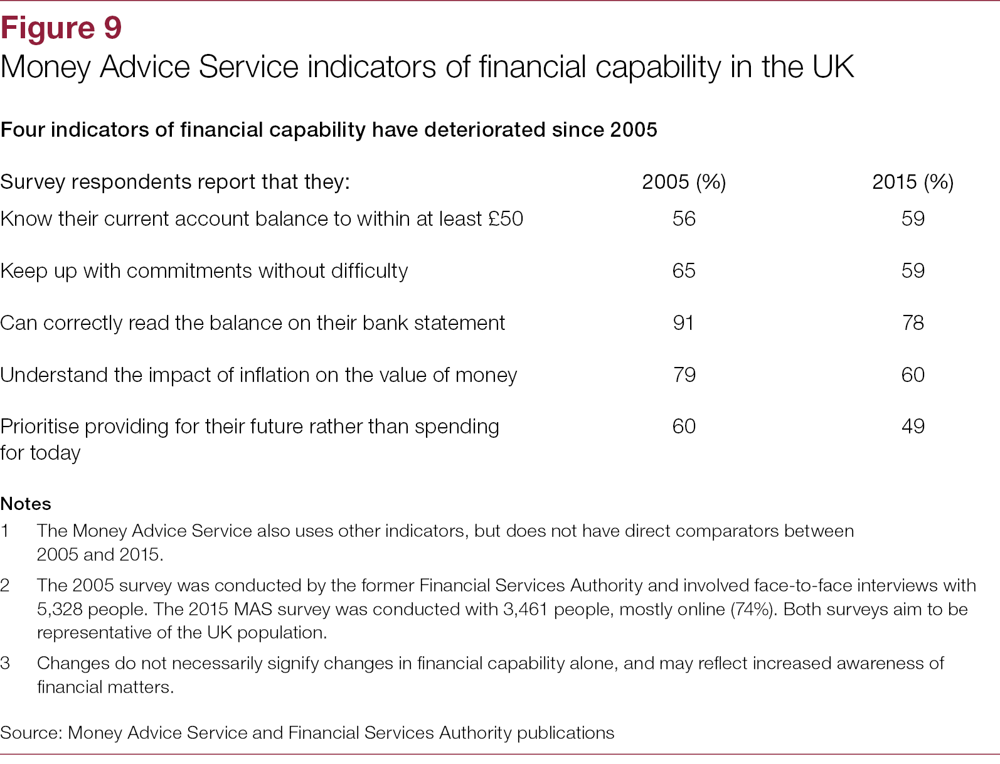 Figure 9
Money Advice Service indicators of financial capability in the UK
Four indicators of financial capability have deteriorated since 2005
Survey respondents report that they: 2005 (%) 2015 (%)
Know their current account balance to within at least £50 56 59
Keep up with commitments without difficulty 65 59
Can correctly read the balance on their bank statement 91 78
Understand the impact of inflation on the value of money 79 60
Prioritise providing for their future rather than spending 60 49
for today
Notes
1 The Money Advice Service also uses other indicators, but does not have direct comparators between
2005 and 2015.
2 The 2005 survey was conducted by the former Financial Services Authority and involved face-to-face interviews with
5,328 people. The 2015 MAS survey was conducted with 3,461 people, mostly online (74%). Both surveys aim to be
representative of the UK population.
3 Changes do not necessarily signify changes in financial capability alone, and may reflect increased awareness of
financial matters.
Source: Money Advice Service and Financial Services Authority publications